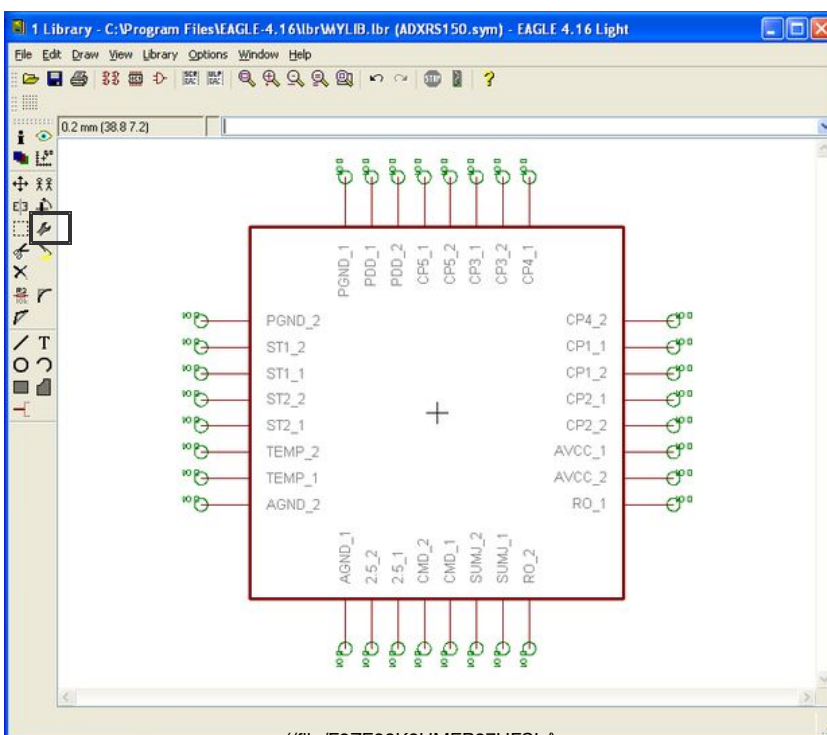 1 Library - C:\Program Files\EAGLE-4.16\lbr\MYLIB.lbr (ADXRS150.sym) - EAGLE 4.16 Light
File Edit Draw View Library Options Window Help
0.2 mm (38.8 7.2)
PGND_1
PDD_1
PDD_2
CP5_1
CP5_2
CP3_1
CP3_2
CP4_1
PGND_2
ST1_2
ST1_1
ST2_2
ST2_1
TEMP_2
TEMP_1
AGND_2
CP4_2
CP1_1
CP1_2
CP2_1
CP2_2
AVCC_1
AVCC_2
RO_1
AGND_1
2.5_2
2.5_1
CMD_2
CMD_1
SUMJ_2
SUMJ_1
RO_2